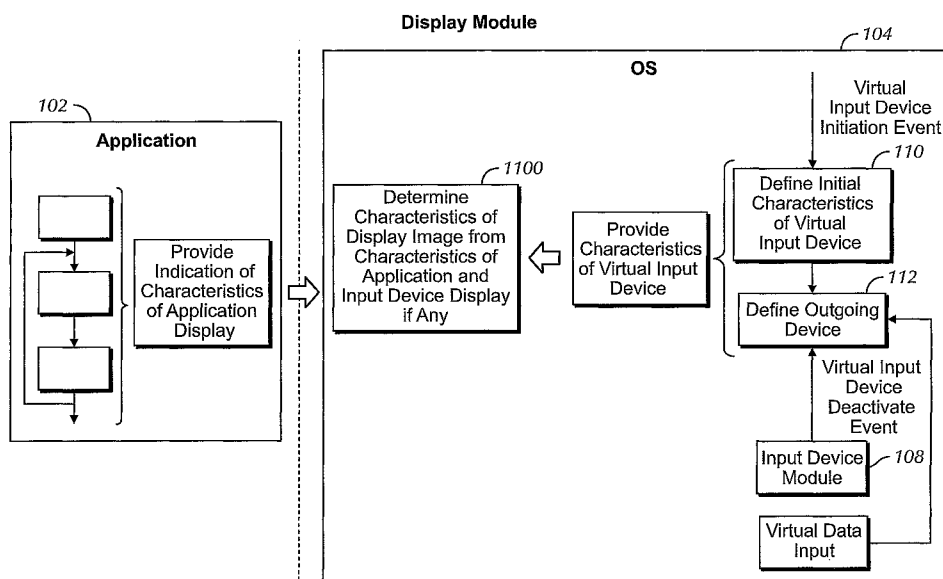 Display Module
102
Application
Provide
Indication of
Characteristics
of Application
Display
104
OS
1100
Determine
Characteristics of
Display Image from
Characteristics of
Application and
Input Device Display
if Any
Provide
Characteristics
of Virtual Input
Device
Virtual
Input Device
Initiation Event
110
Define Initial
Characteristics
of Virtual
Input Device
112
Define Outgoing
Device
Virtual Input
Device
Deactivate
Event
Input Device
Module
108
Virtual Data
Input